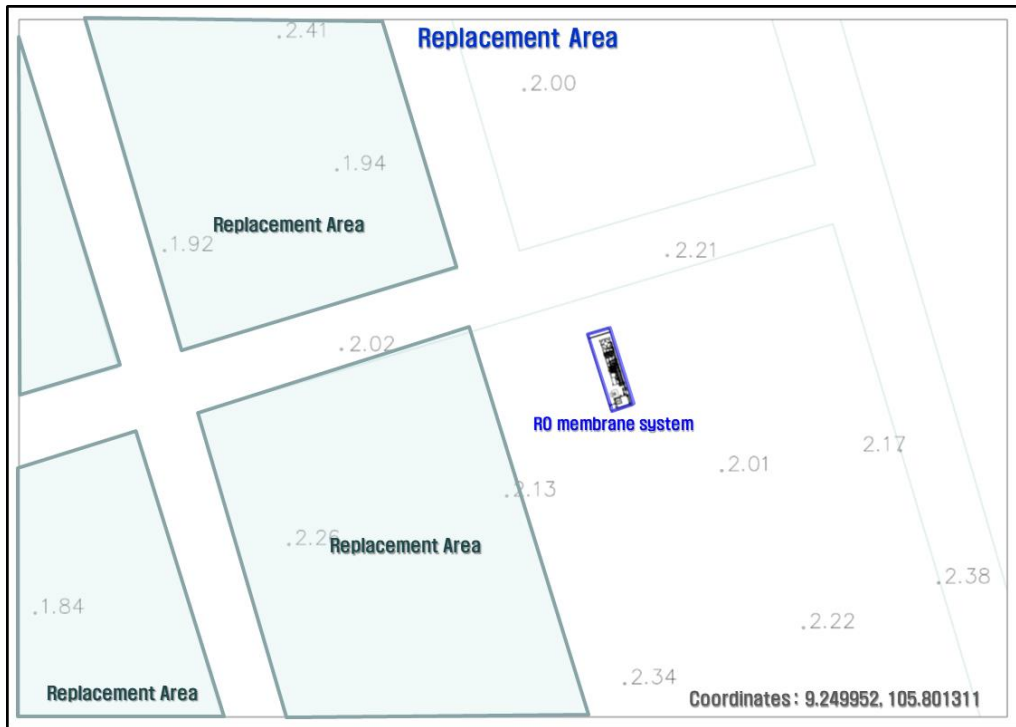 .2.41
Replacement Area
.2.00
.1.94
Replacement Area
.1.92
.2.21
.2.02
RO membrane system
.2.01
2.17
.2.13
.2.26
Replacement Area
.2.38
.1.84
.2.22
.2.34
Replacement Area
Coordinates: 9.249952, 105.801311